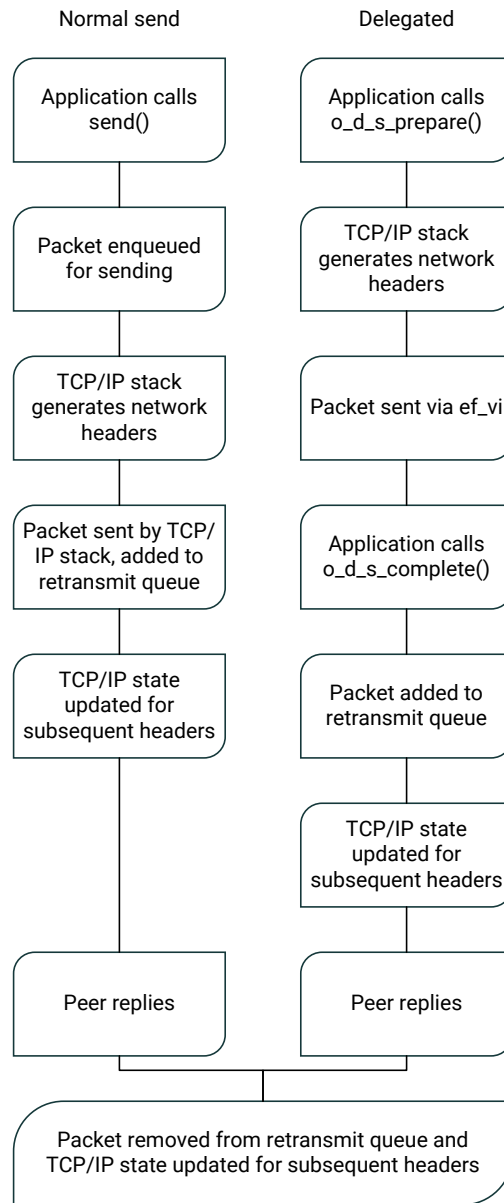 Normal send
Application calls
send()
Packet enqueued
for sending
TCP/IP stack
generates network
headers
Packet sent by TCP/
IP stack, added to
retransmit queue
TCP/IP state
updated for
subsequent headers
Peer replies
Delegated
Application calls
o_d_s_prepare()
TCP/IP stack
generates network
headers
Packet sent via ef_vi
Application calls
o_d_s_complete()
Packet added to
retransmit queue
TCP/IP state
updated for
subsequent headers
Peer replies
Packet removed from retransmit queue and
TCP/IP state updated for subsequent headers